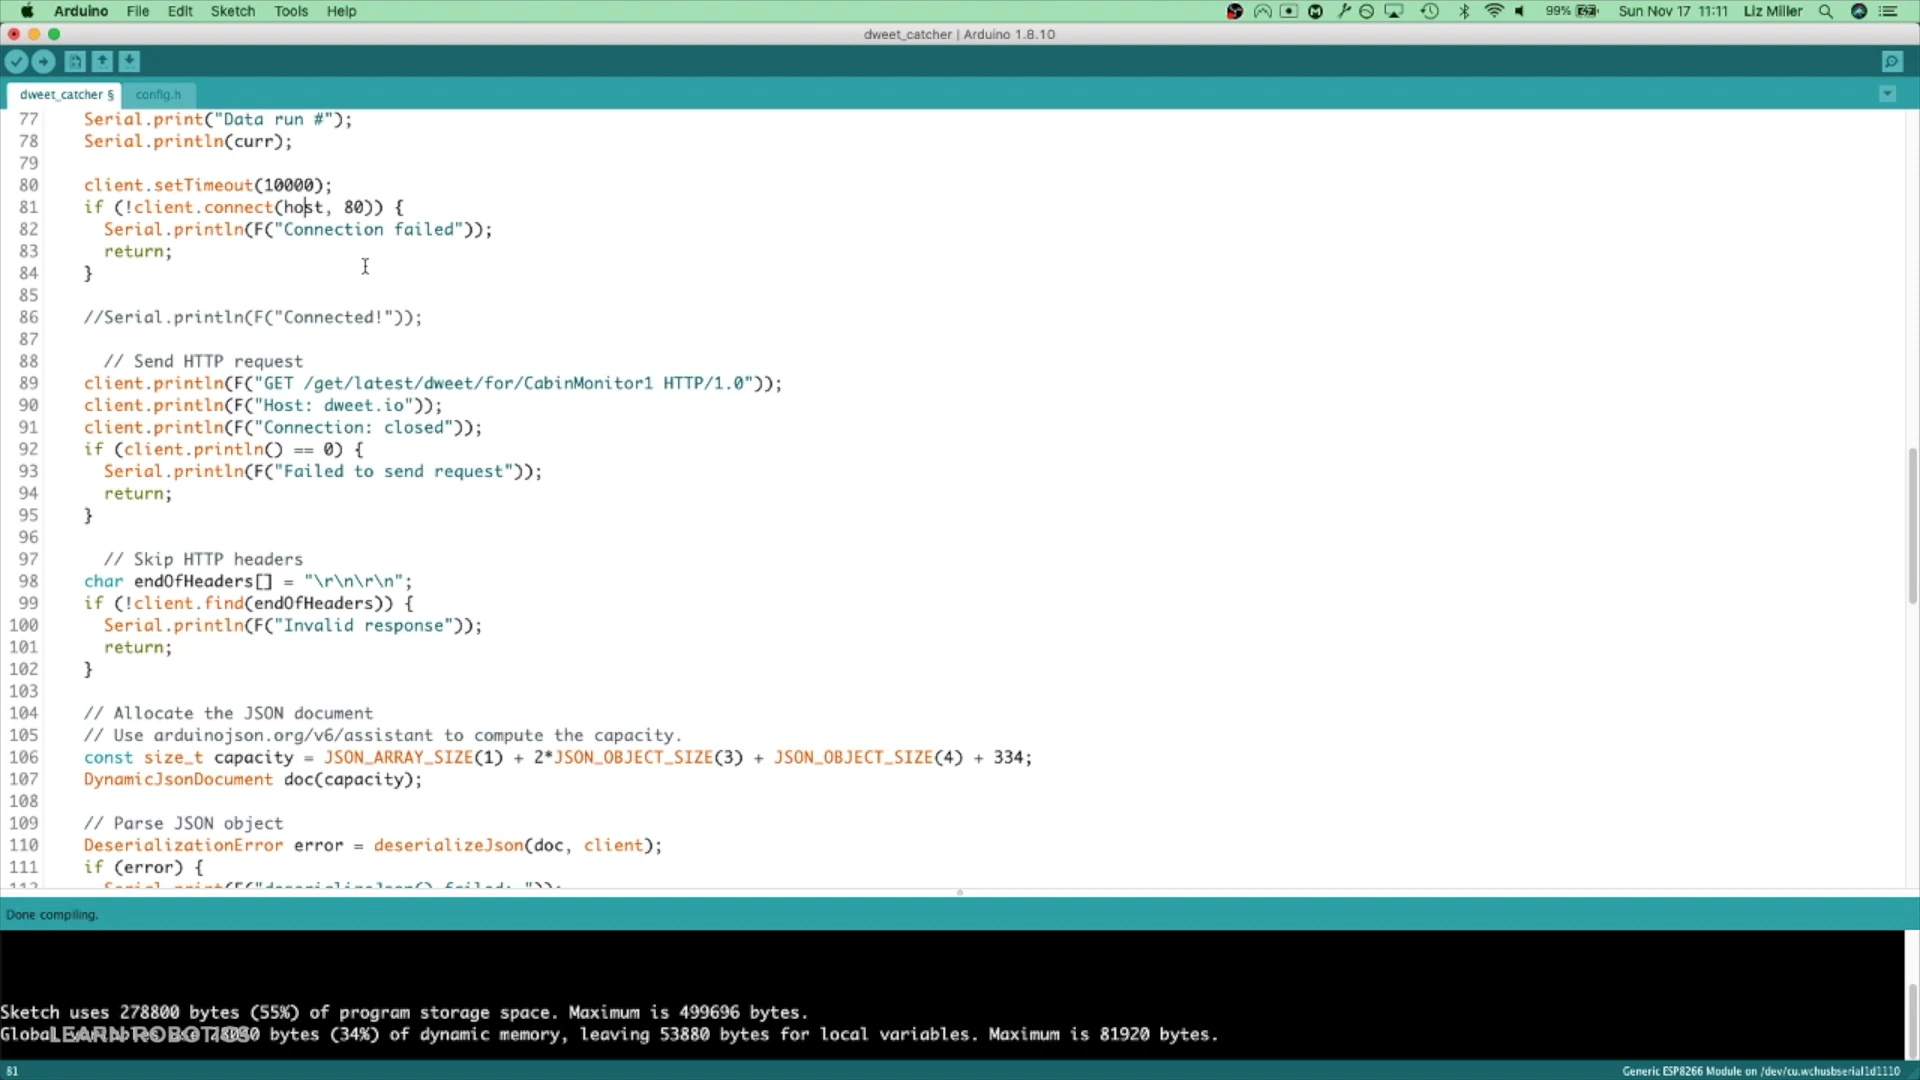 Arduino File Edit Sketch Tools Help 99% Sun Nov 17 11:11 Liz Miller
dweet_catcher | Arduino 1.8.10
dweet_catcher § config.h
77 Serial.print("Data run #");
78 Serial.println(curr);
79
80 client.setTimeout(10000);
81 if (!client.connect(host, 80)) {
82 Serial.println(F("Connection failed"));
83 return;
84 }
85
86 //Serial.println(F("Connected!"));
87
88 // Send HTTP request
89 client.println(F("GET /get/latest/dweet/for/CabinMonitor1 HTTP/1.0"));
90 client.println(F("Host: dweet.io"));
91 client.println(F("Connection: closed"));
92 if (client.println() == 0) {
93 Serial.println(F("Failed to send request"));
94 return;
95 }
96
97 // Skip HTTP headers
98 char endOfHeaders[] = "\r\n\r\n";
99 if (!client.find(endOfHeaders)) {
100 Serial.println(F("Invalid response"));
101 return;
102 }
103
104 // Allocate the JSON document
105 // Use arduinojson.org/v6/assistant to compute the capacity.
106 const size_t capacity = JSON_ARRAY_SIZE(1) + 2*JSON_OBJECT_SIZE(3) + JSON_OBJECT_SIZE(4) + 334;
107 DynamicJsonDocument doc(capacity);
108
109 // Parse JSON object
110 DeserializationError error = deserializeJson(doc, client);
111 if (error) {
112 Serial.print(F("deserializeJson() failed: "));
Done compiling.
Sketch uses 278800 bytes (55%) of program storage space. Maximum is 499696 bytes.
Global bytes (34%) of dynamic memory, leaving 53880 bytes for local variables. Maximum is 81920 bytes.
LEARN ROBOTICS
81 Generic ESP8266 Module on /dev/cu.wchusbserial1d1110